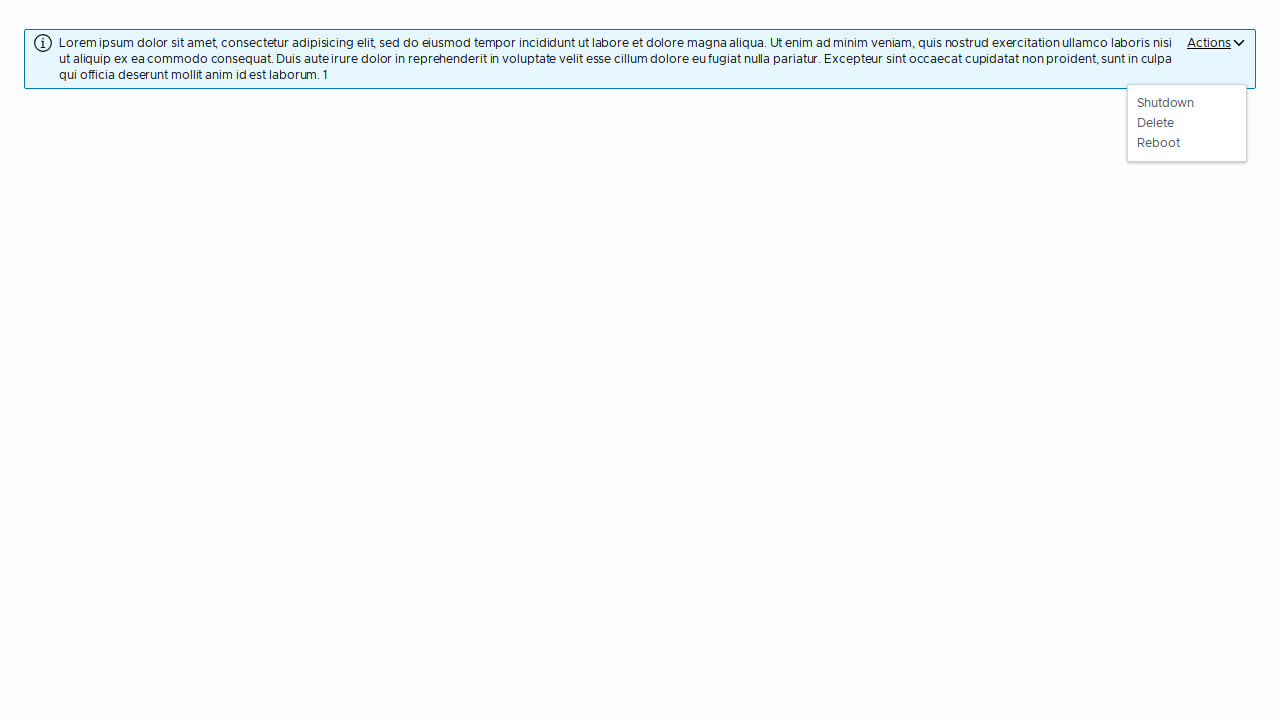 Lorem ipsum dolor sit amet, consectetur adipisicing elit, sed do eiusmod tempor incididunt ut labore et dolore magna aliqua. Ut enim ad minim veniam, quis nostrud exercitation ullamco laboris nisi
ut aliquip ex ea commodo consequat. Duis aute irure dolor in reprehenderit in voluptate velit esse cillum dolore eu fugiat nulla pariatur. Excepteur sint occaecat cupidatat non proident, sunt in culpa
qui officia deserunt mollit anim id est laborum. 1
Actions
Shutdown
Delete
Reboot